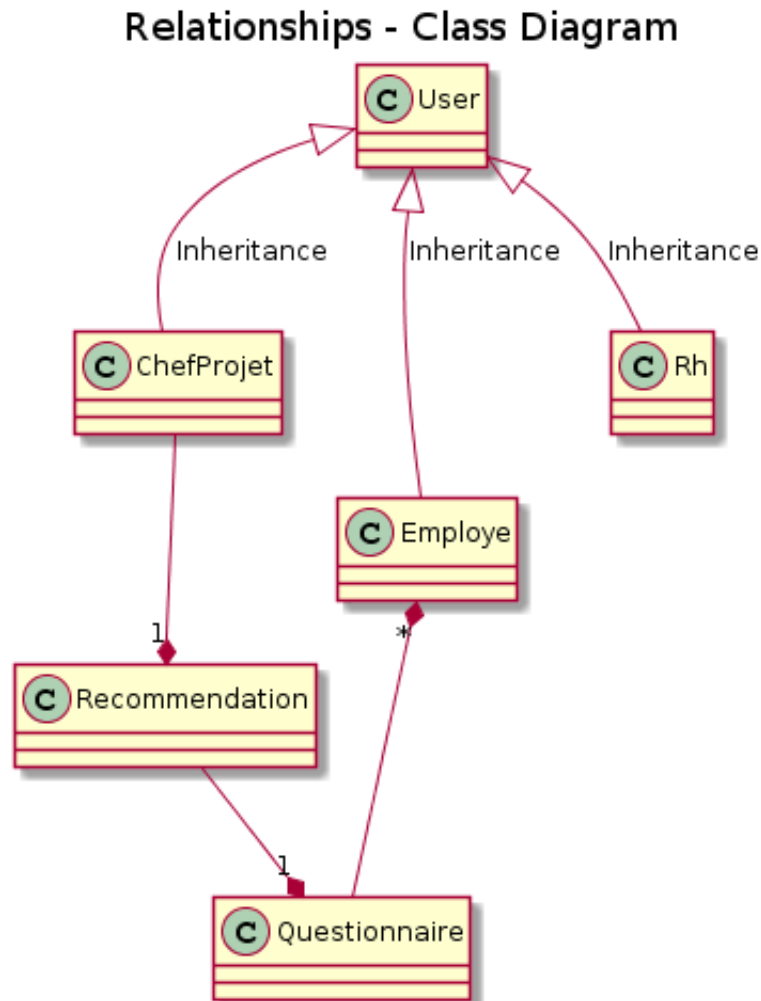 Relationships - Class Diagram
C User
Inheritance
Inheritance
Inheritance
C ChefProjet
C Rh
C Employe
1
*
C Recommendation
1
C Questionnaire